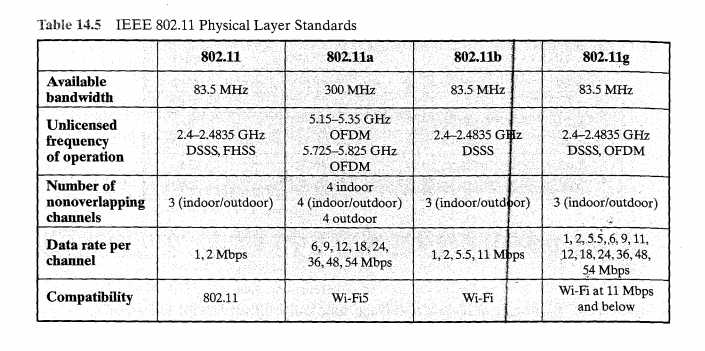 Table 14.5 IEEE 802.11 Physical Layer Standards
802.11 802.11a 802.11b 802.11g
Available
bandwidth
83.5 MHz 300 MHz 83.5 MHz 83.5 MHz
Unlicensed
frequency
of operation
2.4–2.4835 GHz
DSSS, FHSS
5.15–5.35 GHz
OFDM
5.725–5.825 GHz
OFDM
2.4–2.4835 GHz
DSSS
2.4–2.4835 GHz
DSSS, OFDM
Number of
nonoverlapping
channels
3 (indoor/outdoor)
4 indoor
4 (indoor/outdoor)
4 outdoor
3 (indoor/outdoor)
3 (indoor/outdoor)
Data rate per
channel
1, 2 Mbps
6, 9, 12, 18, 24,
36, 48, 54 Mbps
1, 2, 5.5, 11 Mbps
1, 2, 5.5, 6, 9, 11,
12, 18, 24, 36, 48,
54 Mbps
Compatibility
802.11
Wi-Fi5
Wi-Fi
Wi-Fi at 11 Mbps
and below